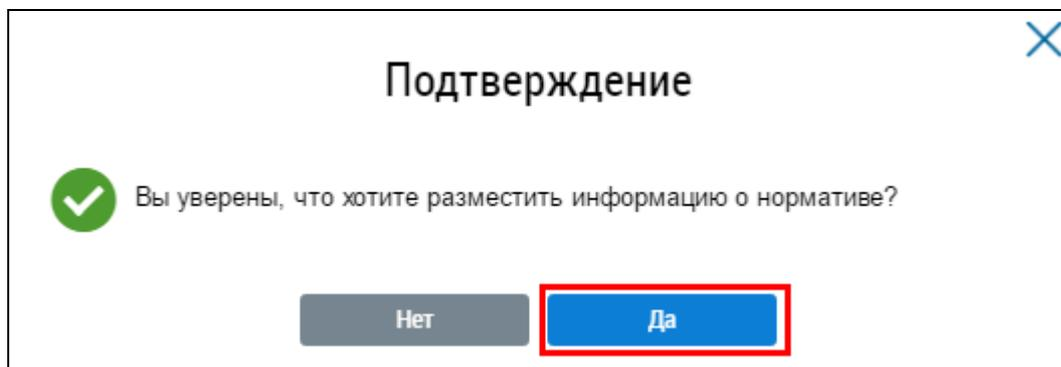 Подтверждение
Вы уверены, что хотите разместить информацию о нормативе?
Нет
Да